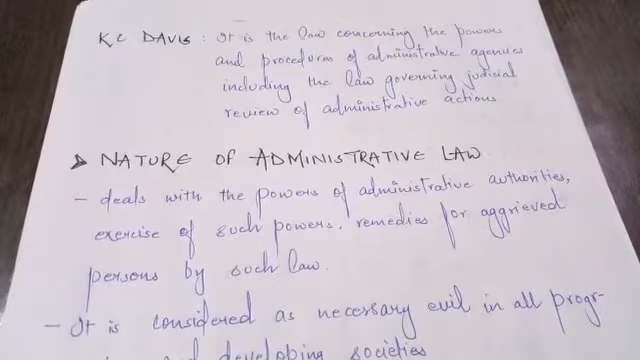 KC DAVIS : It is the law concerning the powers
and procedures of administrative agencies
including the law governing judicial
review of administrative actions
➤ NATURE OF ADMINISTRATIVE LAW
- deals with the powers of administrative authorities,
exercise of such powers, remedies for aggrieved
persons by such law.
- It is considered as necessary evil in all progr-
and developing societies